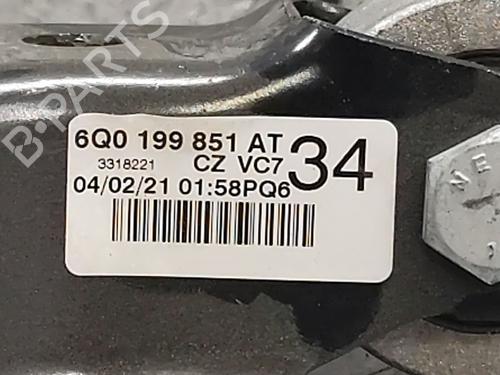 B-PARTS
6Q0 199 851 AT
34
3318221 CZ VC7
04/02/21 01:58PQ6